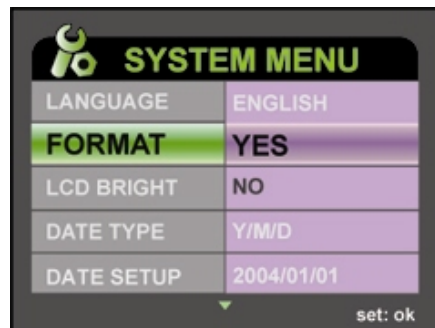 SYSTEM MENU
LANGUAGE ENGLISH
FORMAT YES
LCD BRIGHT NO
DATE TYPE Y/M/D
DATE SETUP 2004/01/01
set: ok